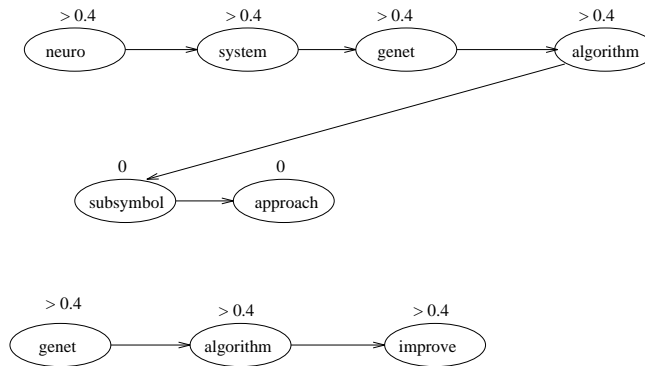 > 0.4 > 0.4 > 0.4 > 0.4
neuro system genet algorithm
0 0
subsymbol approach
> 0.4 > 0.4 > 0.4
genet algorithm improve